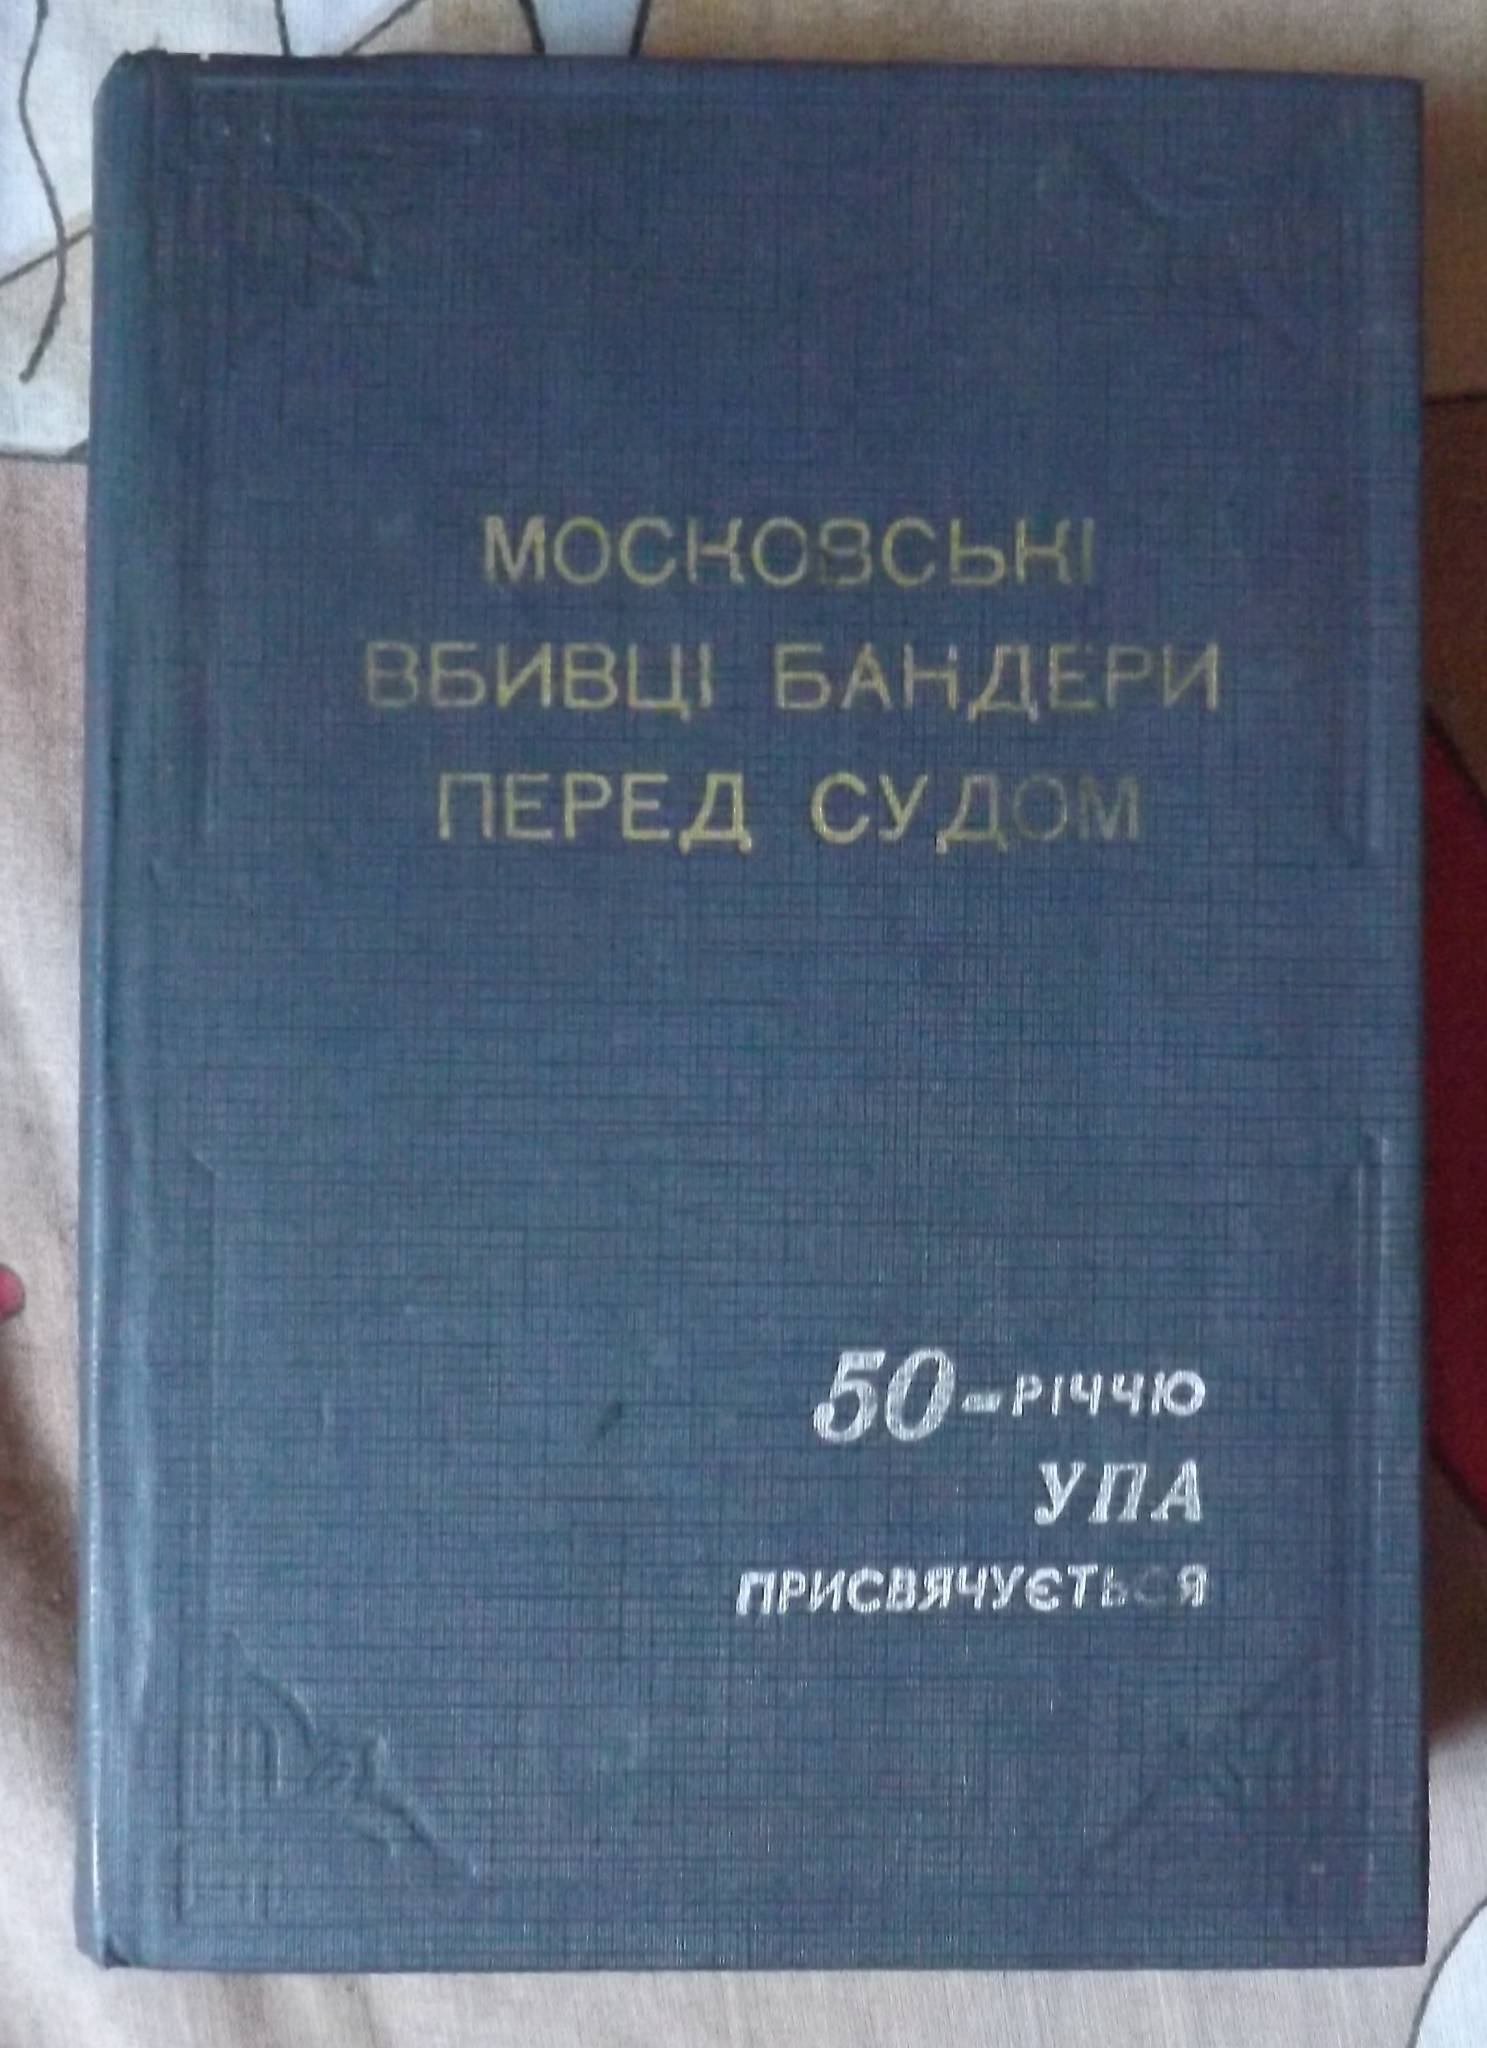 МОСКОВСЬКІ
ВБИВЦІ БАНДЕРИ
ПЕРЕД СУДОМ
50-РІЧЧЮ
УПА
ПРИСВЯЧУЄТЬСЯ